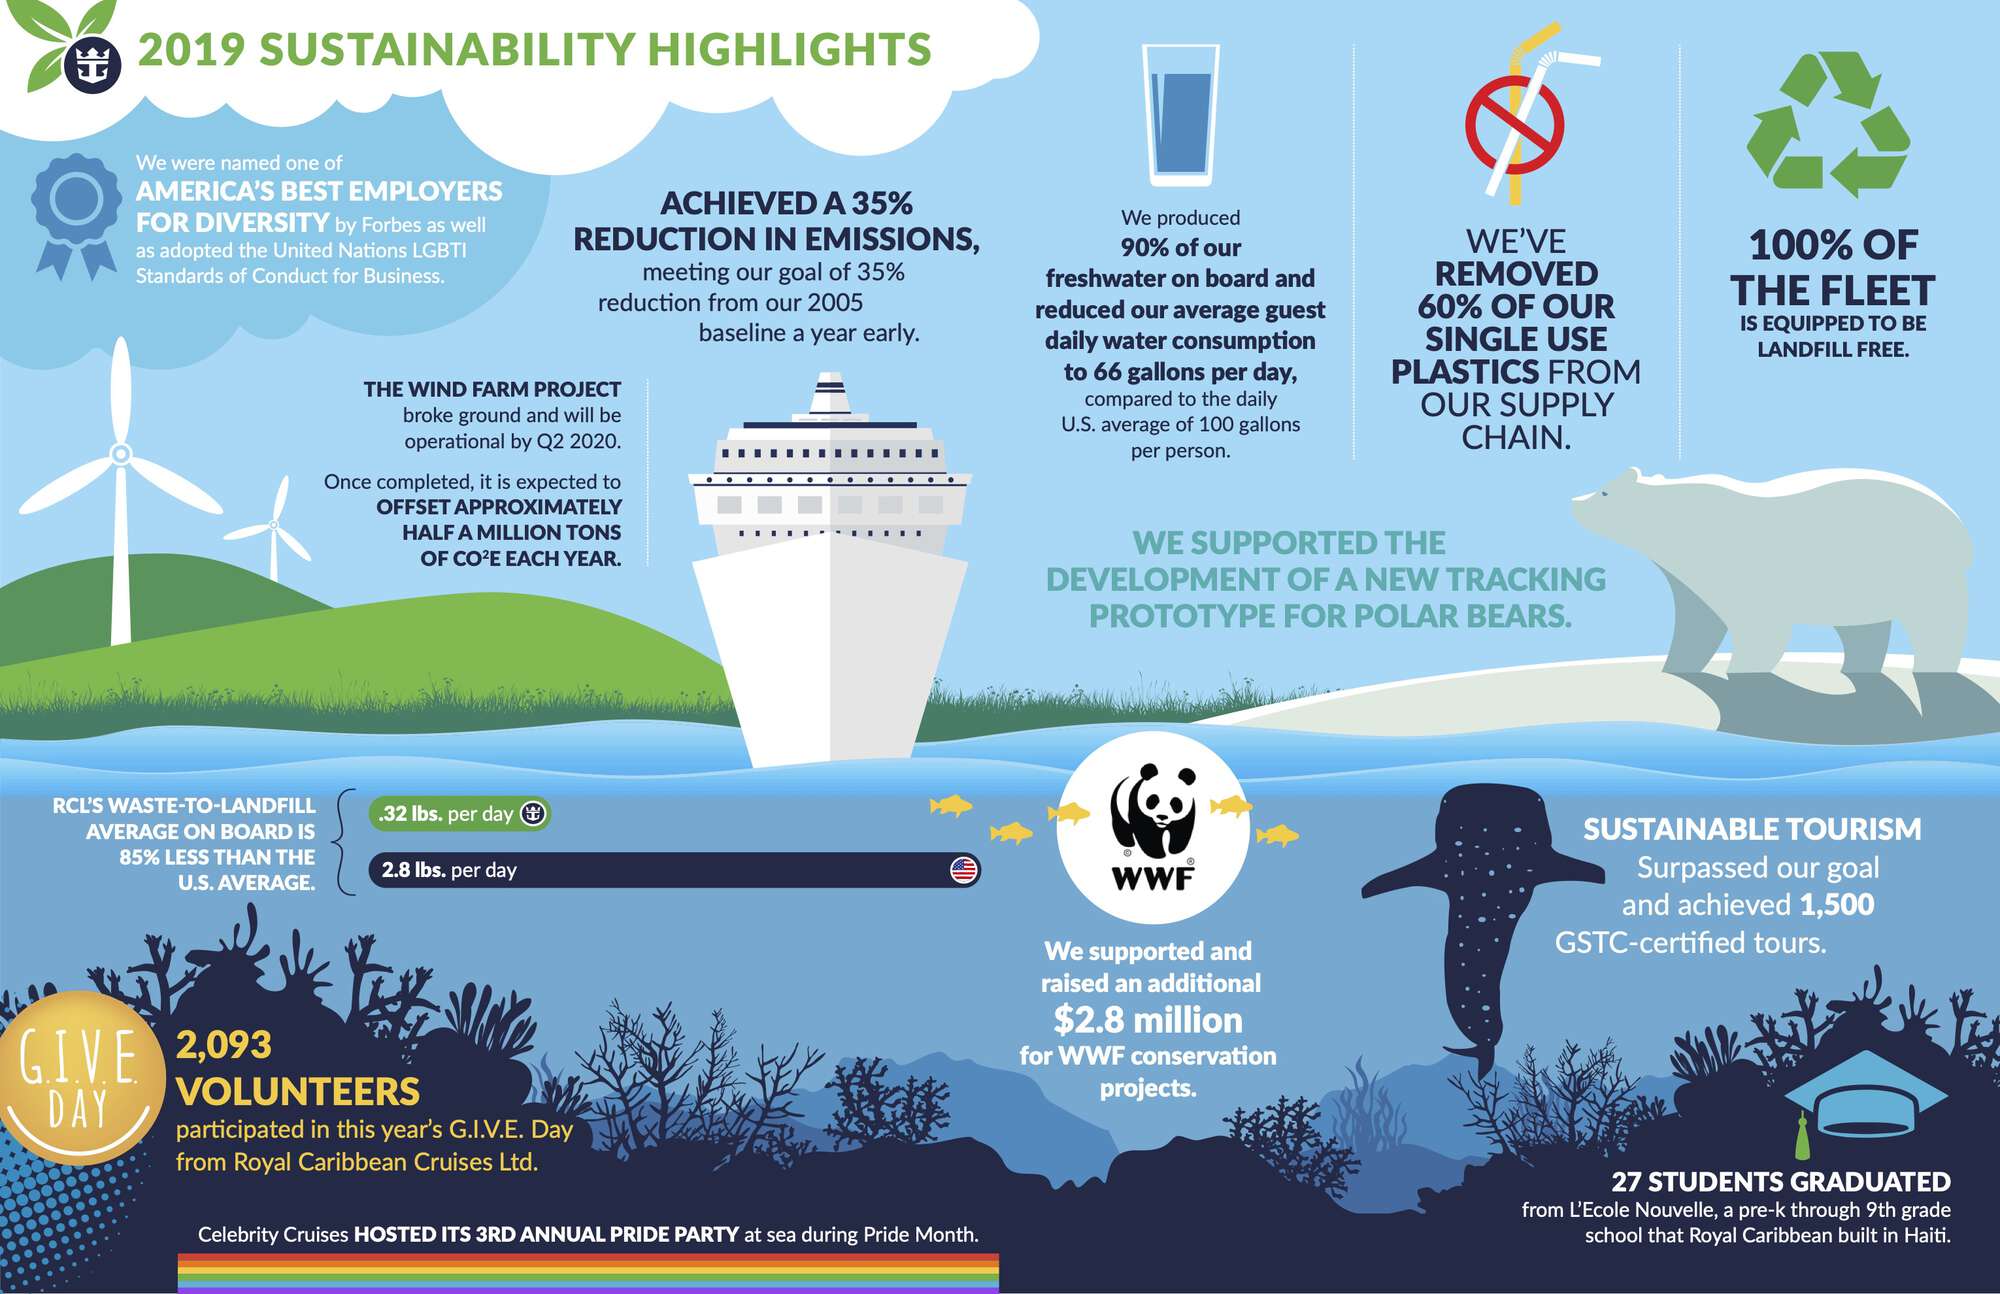 2019 SUSTAINABILITY HIGHLIGHTS
We were named one of
AMERICA'S BEST EMPLOYERS
FOR DIVERSITY by Forbes as well
as adopted the United Nations LGBTI
Standards of Conduct for Business.
ACHIEVED A 35%
REDUCTION IN EMISSIONS,
meeting our goal of 35%
reduction from our 2005
baseline a year early.
THE WIND FARM PROJECT
broke ground and will be
operational by Q2 2020.
Once completed, it is expected to
OFFSET APPROXIMATELY
HALF A MILLION TONS
OF CO²E EACH YEAR.
We produced
90% of our
freshwater on board and
reduced our average guest
daily water consumption
to 66 gallons per day,
compared to the daily
U.S. average of 100 gallons
per person.
WE'VE
REMOVED
60% OF OUR
SINGLE USE
PLASTICS FROM
OUR SUPPLY
CHAIN.
100% OF
THE FLEET
IS EQUIPPED TO BE
LANDFILL FREE.
WE SUPPORTED THE
DEVELOPMENT OF A NEW TRACKING
PROTOTYPE FOR POLAR BEARS.
RCL'S WASTE-TO-LANDFILL
AVERAGE ON BOARD IS
85% LESS THAN THE
U.S. AVERAGE.
.32 lbs. per day
2.8 lbs. per day
© ®
WWF
We supported and
raised an additional
$2.8 million
for WWF conservation
projects.
SUSTAINABLE TOURISM
Surpassed our goal
and achieved 1,500
GSTC-certified tours.
G.I.V.E.
DAY
2,093
VOLUNTEERS
participated in this year's G.I.V.E. Day
from Royal Caribbean Cruises Ltd.
Celebrity Cruises HOSTED ITS 3RD ANNUAL PRIDE PARTY at sea during Pride Month.
27 STUDENTS GRADUATED
from L'Ecole Nouvelle, a pre-k through 9th grade
school that Royal Caribbean built in Haiti.